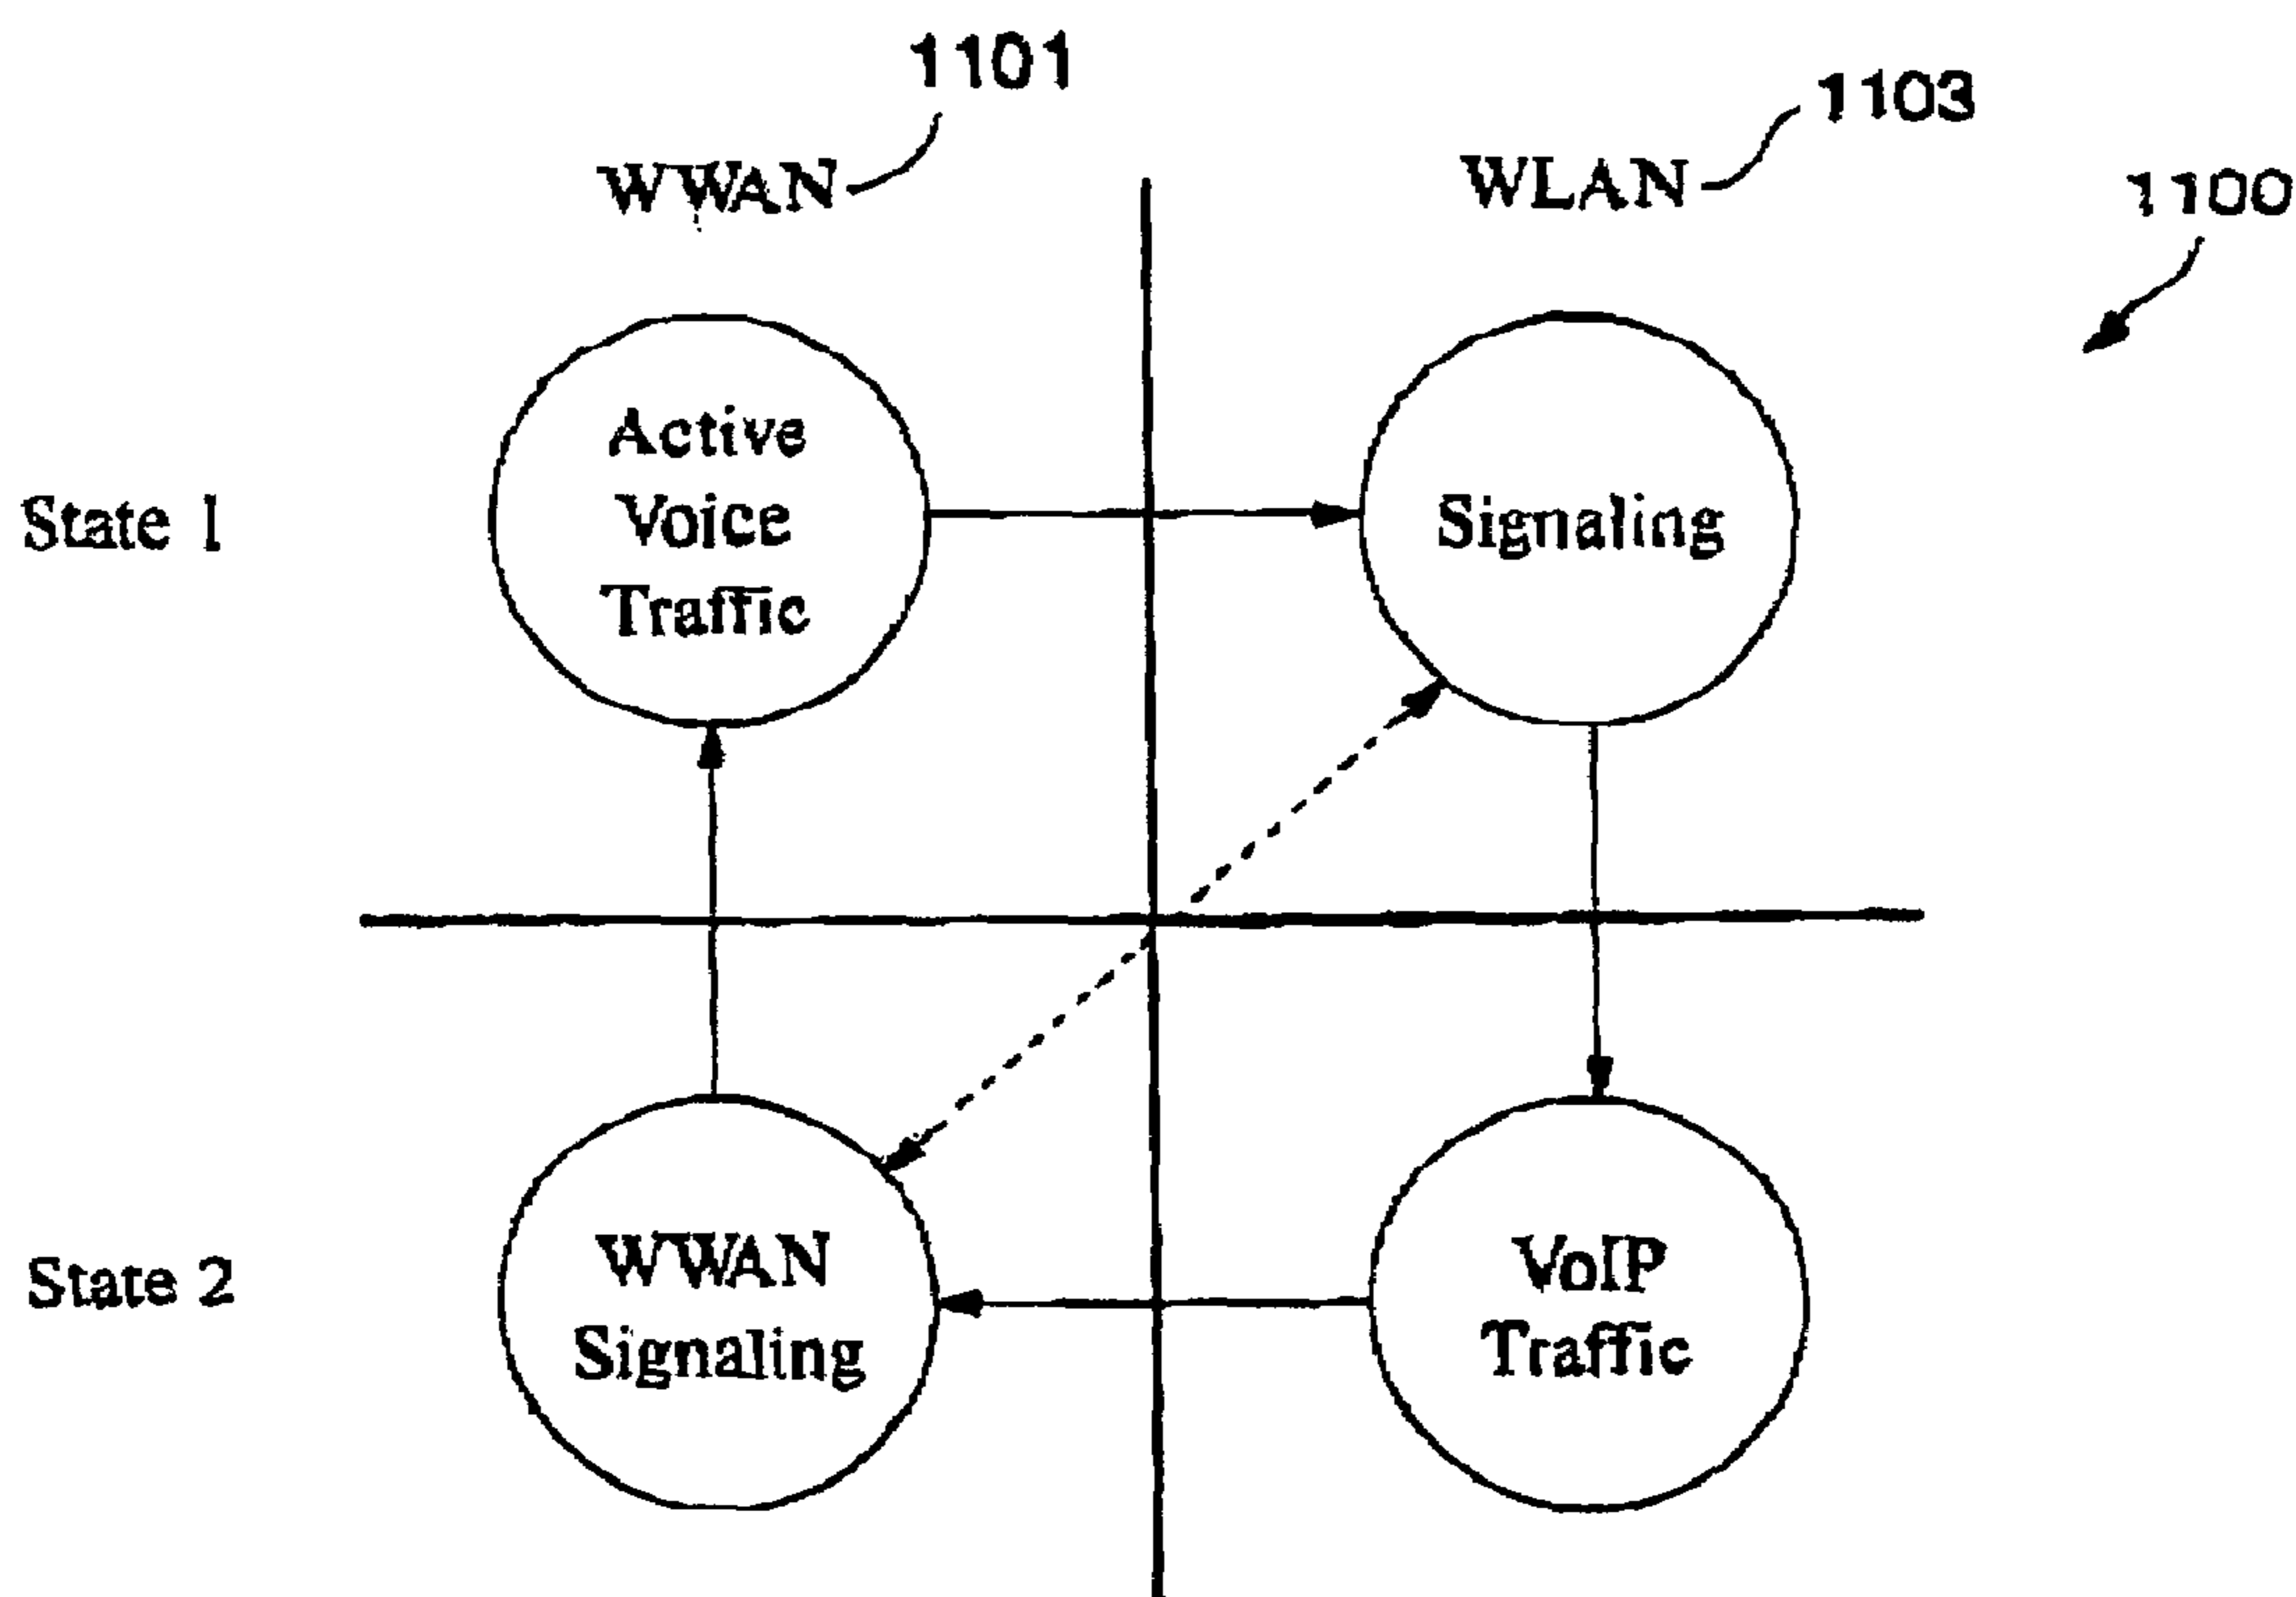 1101
1103
WWAN
WLAN
1100
Active
Voice
Traffic
State 1
Signaling
WWAN
Signaling
State 2
VoIP
Traffic